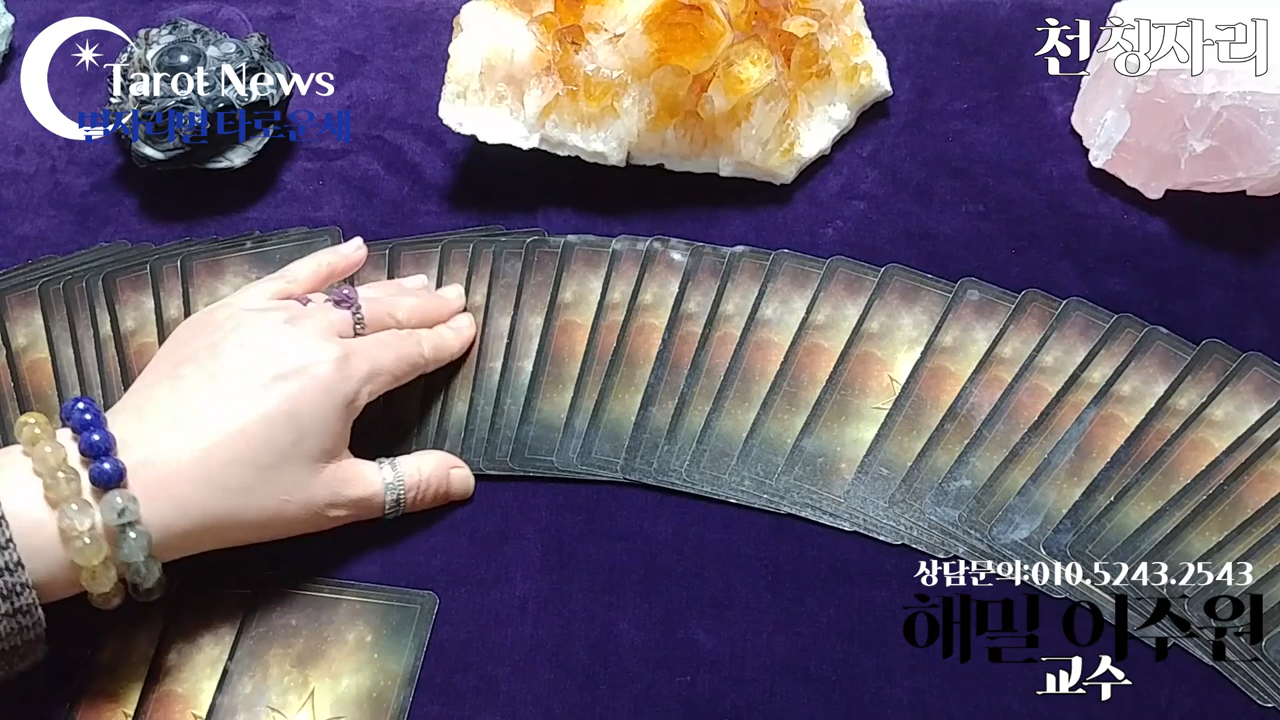 Tarot News
별자리별 타로운세
천칭자리
상담문의:010.5243.2543
해밀 이수원
교수